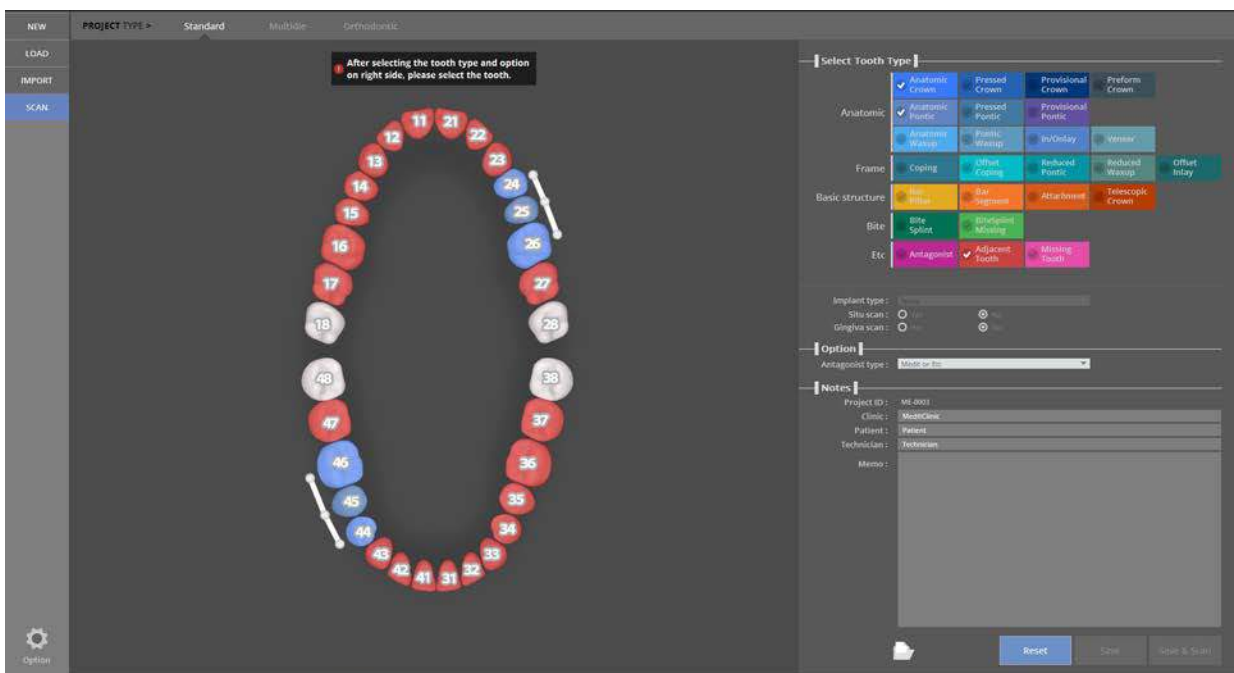 NEW
LOAD
IMPORT
SCAN
Option
PROJECT TYPE >
Standard
Multidie
Orthodontic
After selecting the tooth type and option
on right side, please select the tooth.
11 21
12 22
13 23
14 24
15 25
16 26
17 27
18 28
48 38
47 37
46 36
45 35
44 34
43 33
42 32
41 31
Select Tooth Type
Anatomic
Anatomic Crown
Pressed Crown
Provisional Crown
Preform Crown
Anatomic Pontic
Pressed Pontic
Provisional Pontic
Anatomic Waxup
Pontic Waxup
In/Onlay
Veneer
Frame
Coping
Offset Coping
Reduced Pontic
Reduced Waxup
Offset Inlay
Basic structure
Bar Pillar
Bar Segment
Attachment
Telescopic Crown
Bite
Bite Splint
BiteSplint Missing
Etc
Antagonist
Adjacent Tooth
Missing Tooth
Implant type :
Situ scan :
Gingiva scan :
Option
Antagonist type :
Notes
Project ID : ME-0003
Clinic :
Patient : Patient
Technician : Technician
Memo :
Reset
Save
Save & Scan